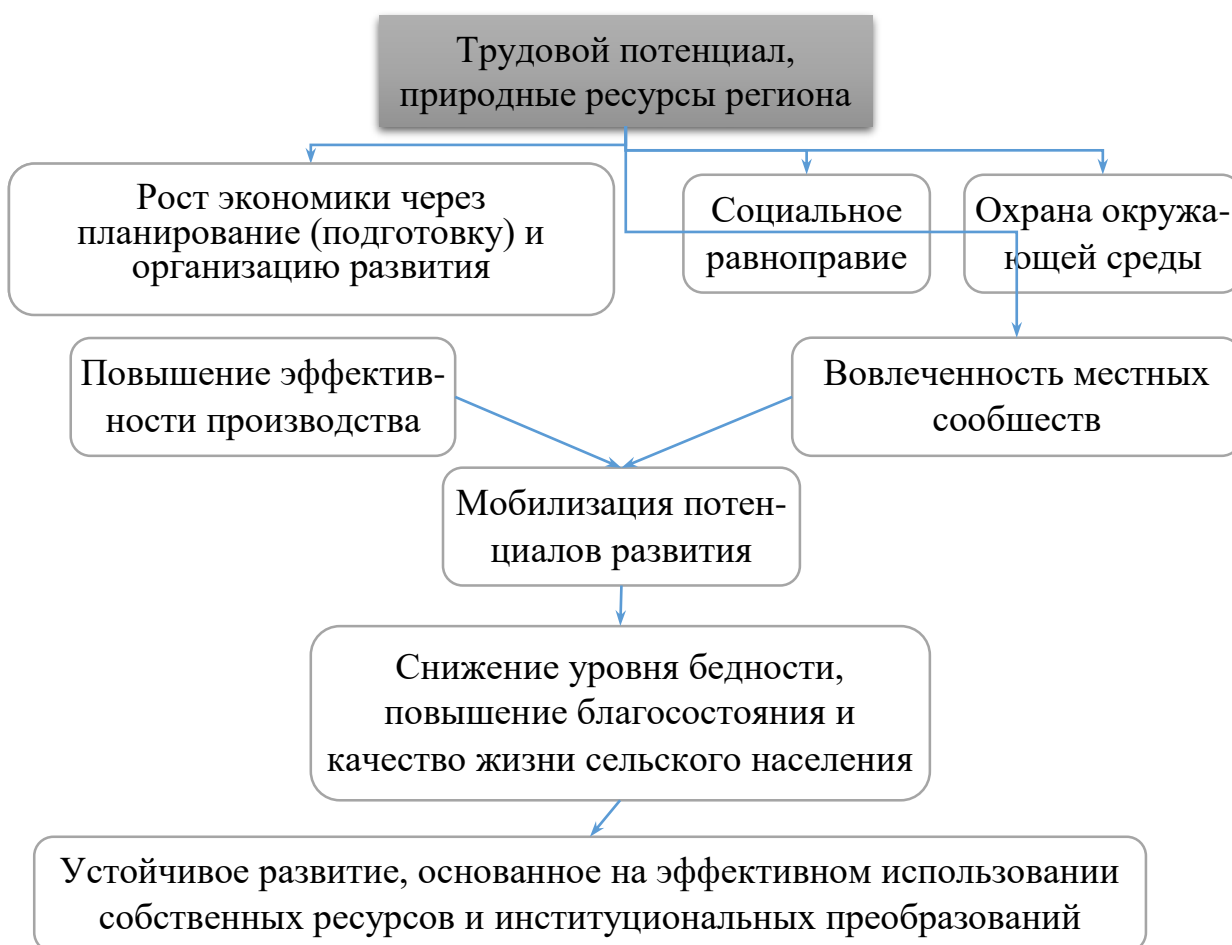 Трудовой потенциал,
природные ресурсы региона
Рост экономики через
планирование (подготовку) и
организацию развития
Социальное
равноправие
Охрана окружа-
ющей среды
Повышение эффектив-
ности производства
Вовлеченность местных
сообшеств
Мобилизация потен-
циалов развития
Снижение уровня бедности,
повышение благосостояния и
качество жизни сельского населения
Устойчивое развитие, основанное на эффективном использовании
собственных ресурсов и институциональных преобразований